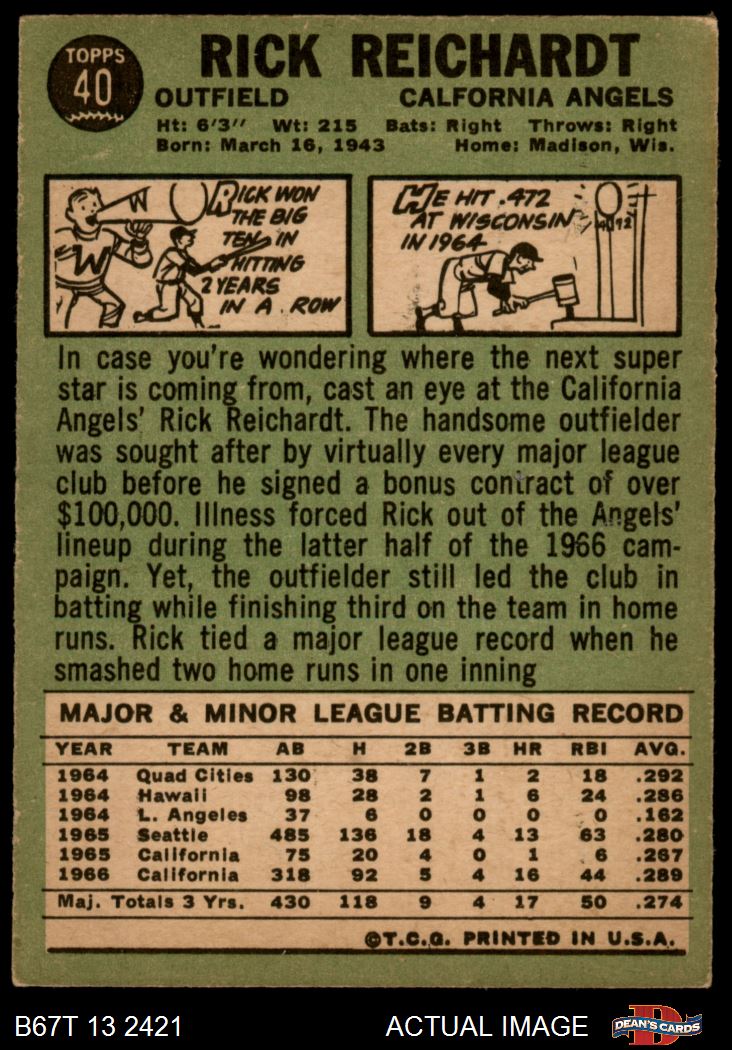 TOPPS
40
RICK REICHARDT
OUTFIELD CALFORNIA ANGELS
Ht: 6'3" Wt: 215 Bats: Right Throws: Right
Born: March 16, 1943 Home: Madison, Wis.
W
W
RICK WON
THE BIG
TEN IN
HITTING
2 YEARS
IN A ROW
HE HIT .472
AT WISCONSIN
IN 1964
In case you're wondering where the next super
star is coming from, cast an eye at the California
Angels' Rick Reichardt. The handsome outfielder
was sought after by virtually every major league
club before he signed a bonus contract of over
$100,000. Illness forced Rick out of the Angels'
lineup during the latter half of the 1966 cam-
paign. Yet, the outfielder still led the club in
batting while finishing third on the team in home
runs. Rick tied a major league record when he
smashed two home runs in one inning
MAJOR & MINOR LEAGUE BATTING RECORD
YEAR TEAM AB H 2B 3B HR RBI AVG.
1964 Quad Cities 130 38 7 1 2 18 .292
1964 Hawaii 98 28 2 1 6 24 .286
1964 L. Angeles 37 6 0 0 0 0 .162
1965 Seattle 485 136 18 4 13 63 .280
1965 California 75 20 4 0 1 6 .267
1966 California 318 92 5 4 16 44 .289
Maj. Totals 3 Yrs. 430 118 9 4 17 50 .274
©T.C.G. PRINTED IN U.S.A.
B67T 13 2421 ACTUAL IMAGE
D
DEAN'S CARDS